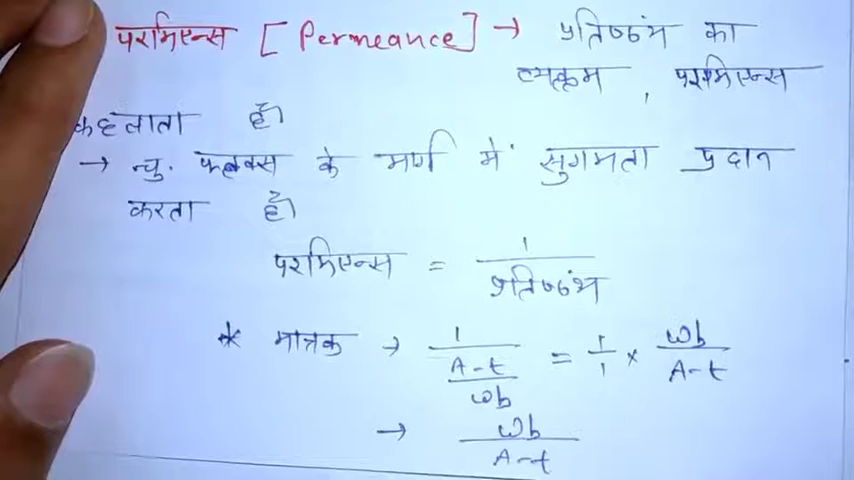 परमिएन्स [Permeance] → प्रतिष्ठंभ का
व्यत्क्रम, परमिएन्स
कहलाता है।
→ चु. फ्लक्स के मार्ग में सुगमता प्रदान
करता है।
परमिएन्स = 1 / प्रतिष्ठंभ
* मात्रक → 1 / (A-t / wb) = 1/1 × wb / A-t
→ wb / A-t